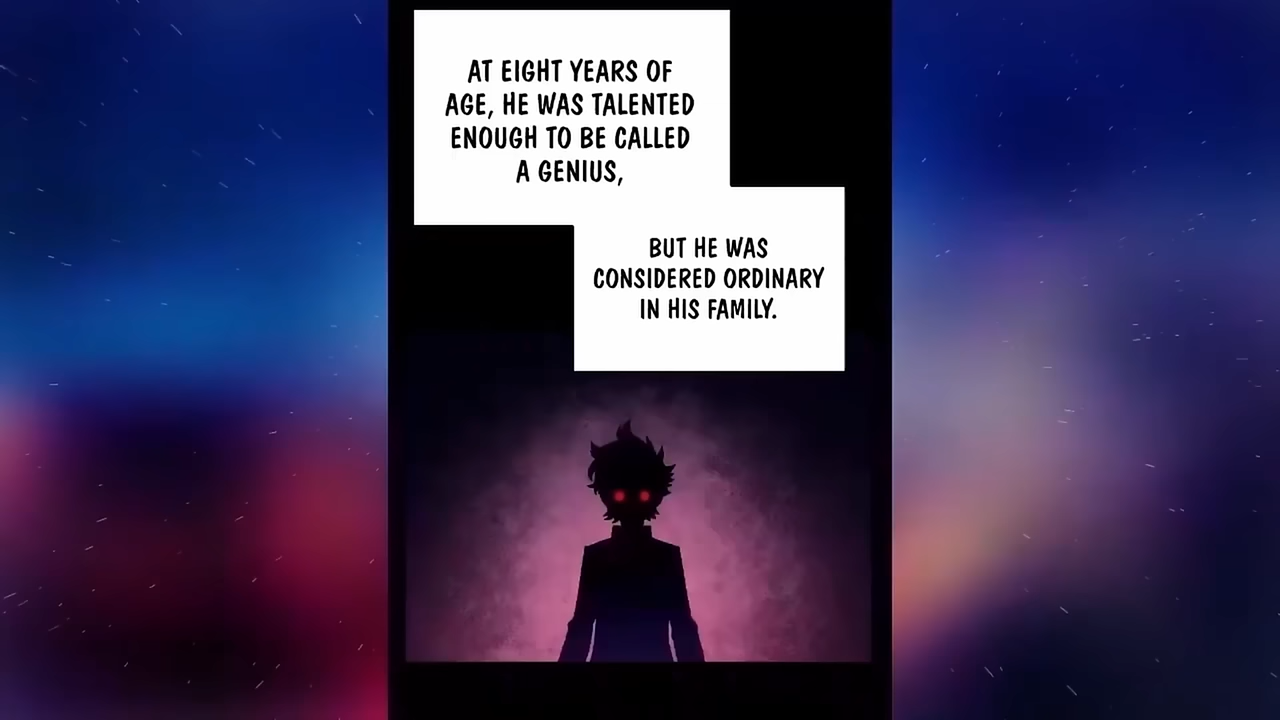 AT EIGHT YEARS OF
AGE, HE WAS TALENTED
ENOUGH TO BE CALLED
A GENIUS,
BUT HE WAS
CONSIDERED ORDINARY
IN HIS FAMILY.